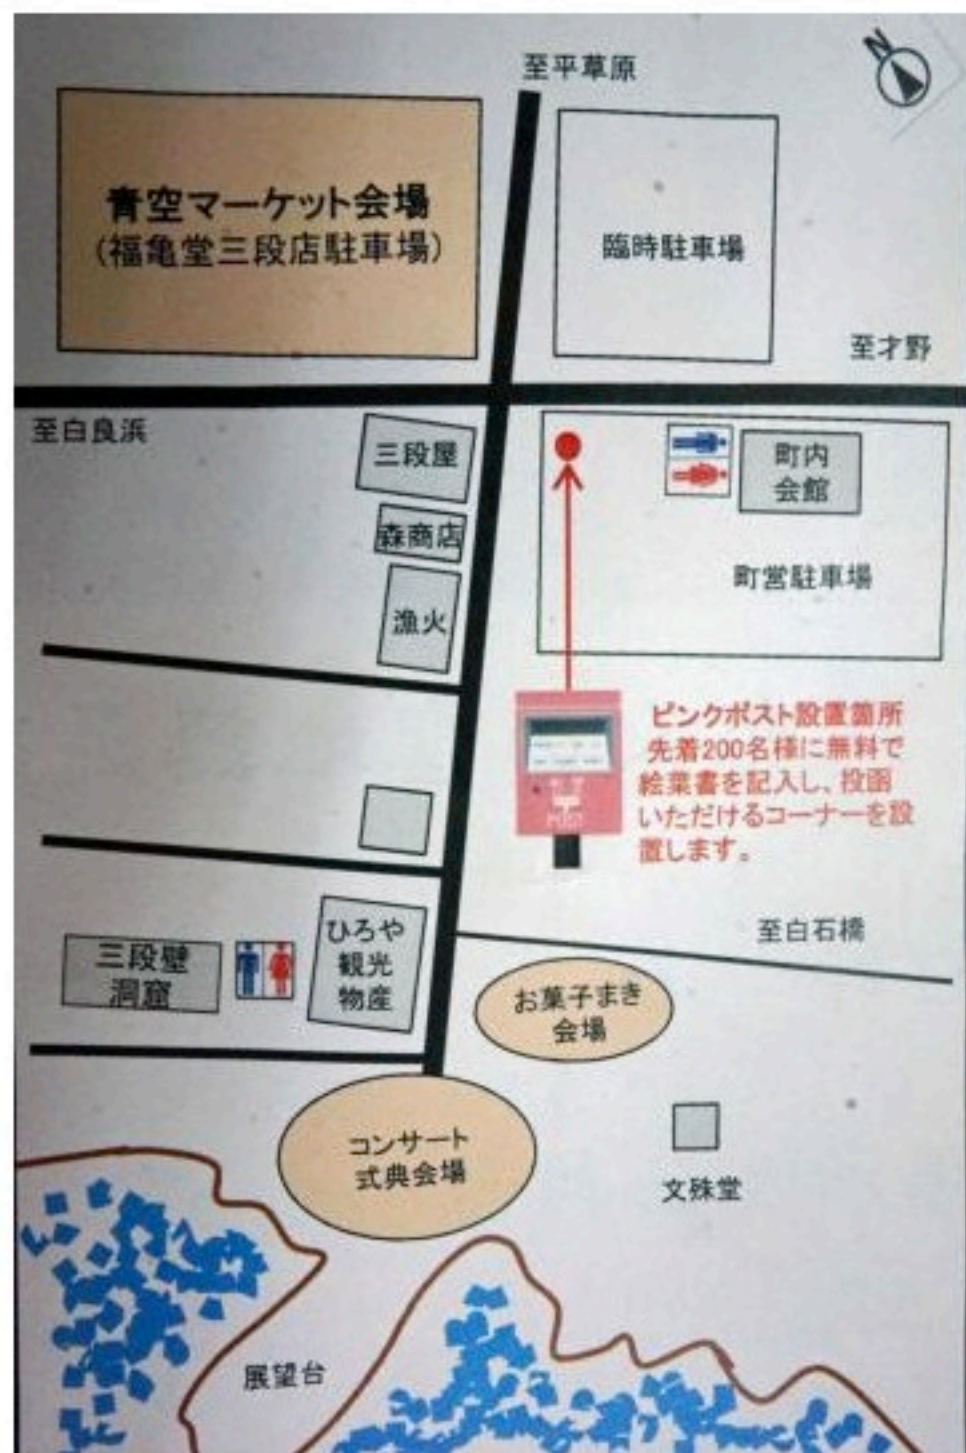 至平草原
N
青空マーケット会場
(福亀堂三段店駐車場)
臨時駐車場
至才野
至白良浜
三段屋
町内
会館
森商店
町営駐車場
漁火
ピンクポスト設置箇所
先着200名様に無料で
絵葉書を記入し、投函
いただけるコーナーを設
置します。
至白石橋
ひろや
観光
物産
三段壁
洞窟
お菓子まき
会場
コンサート
式典会場
文殊堂
展望台